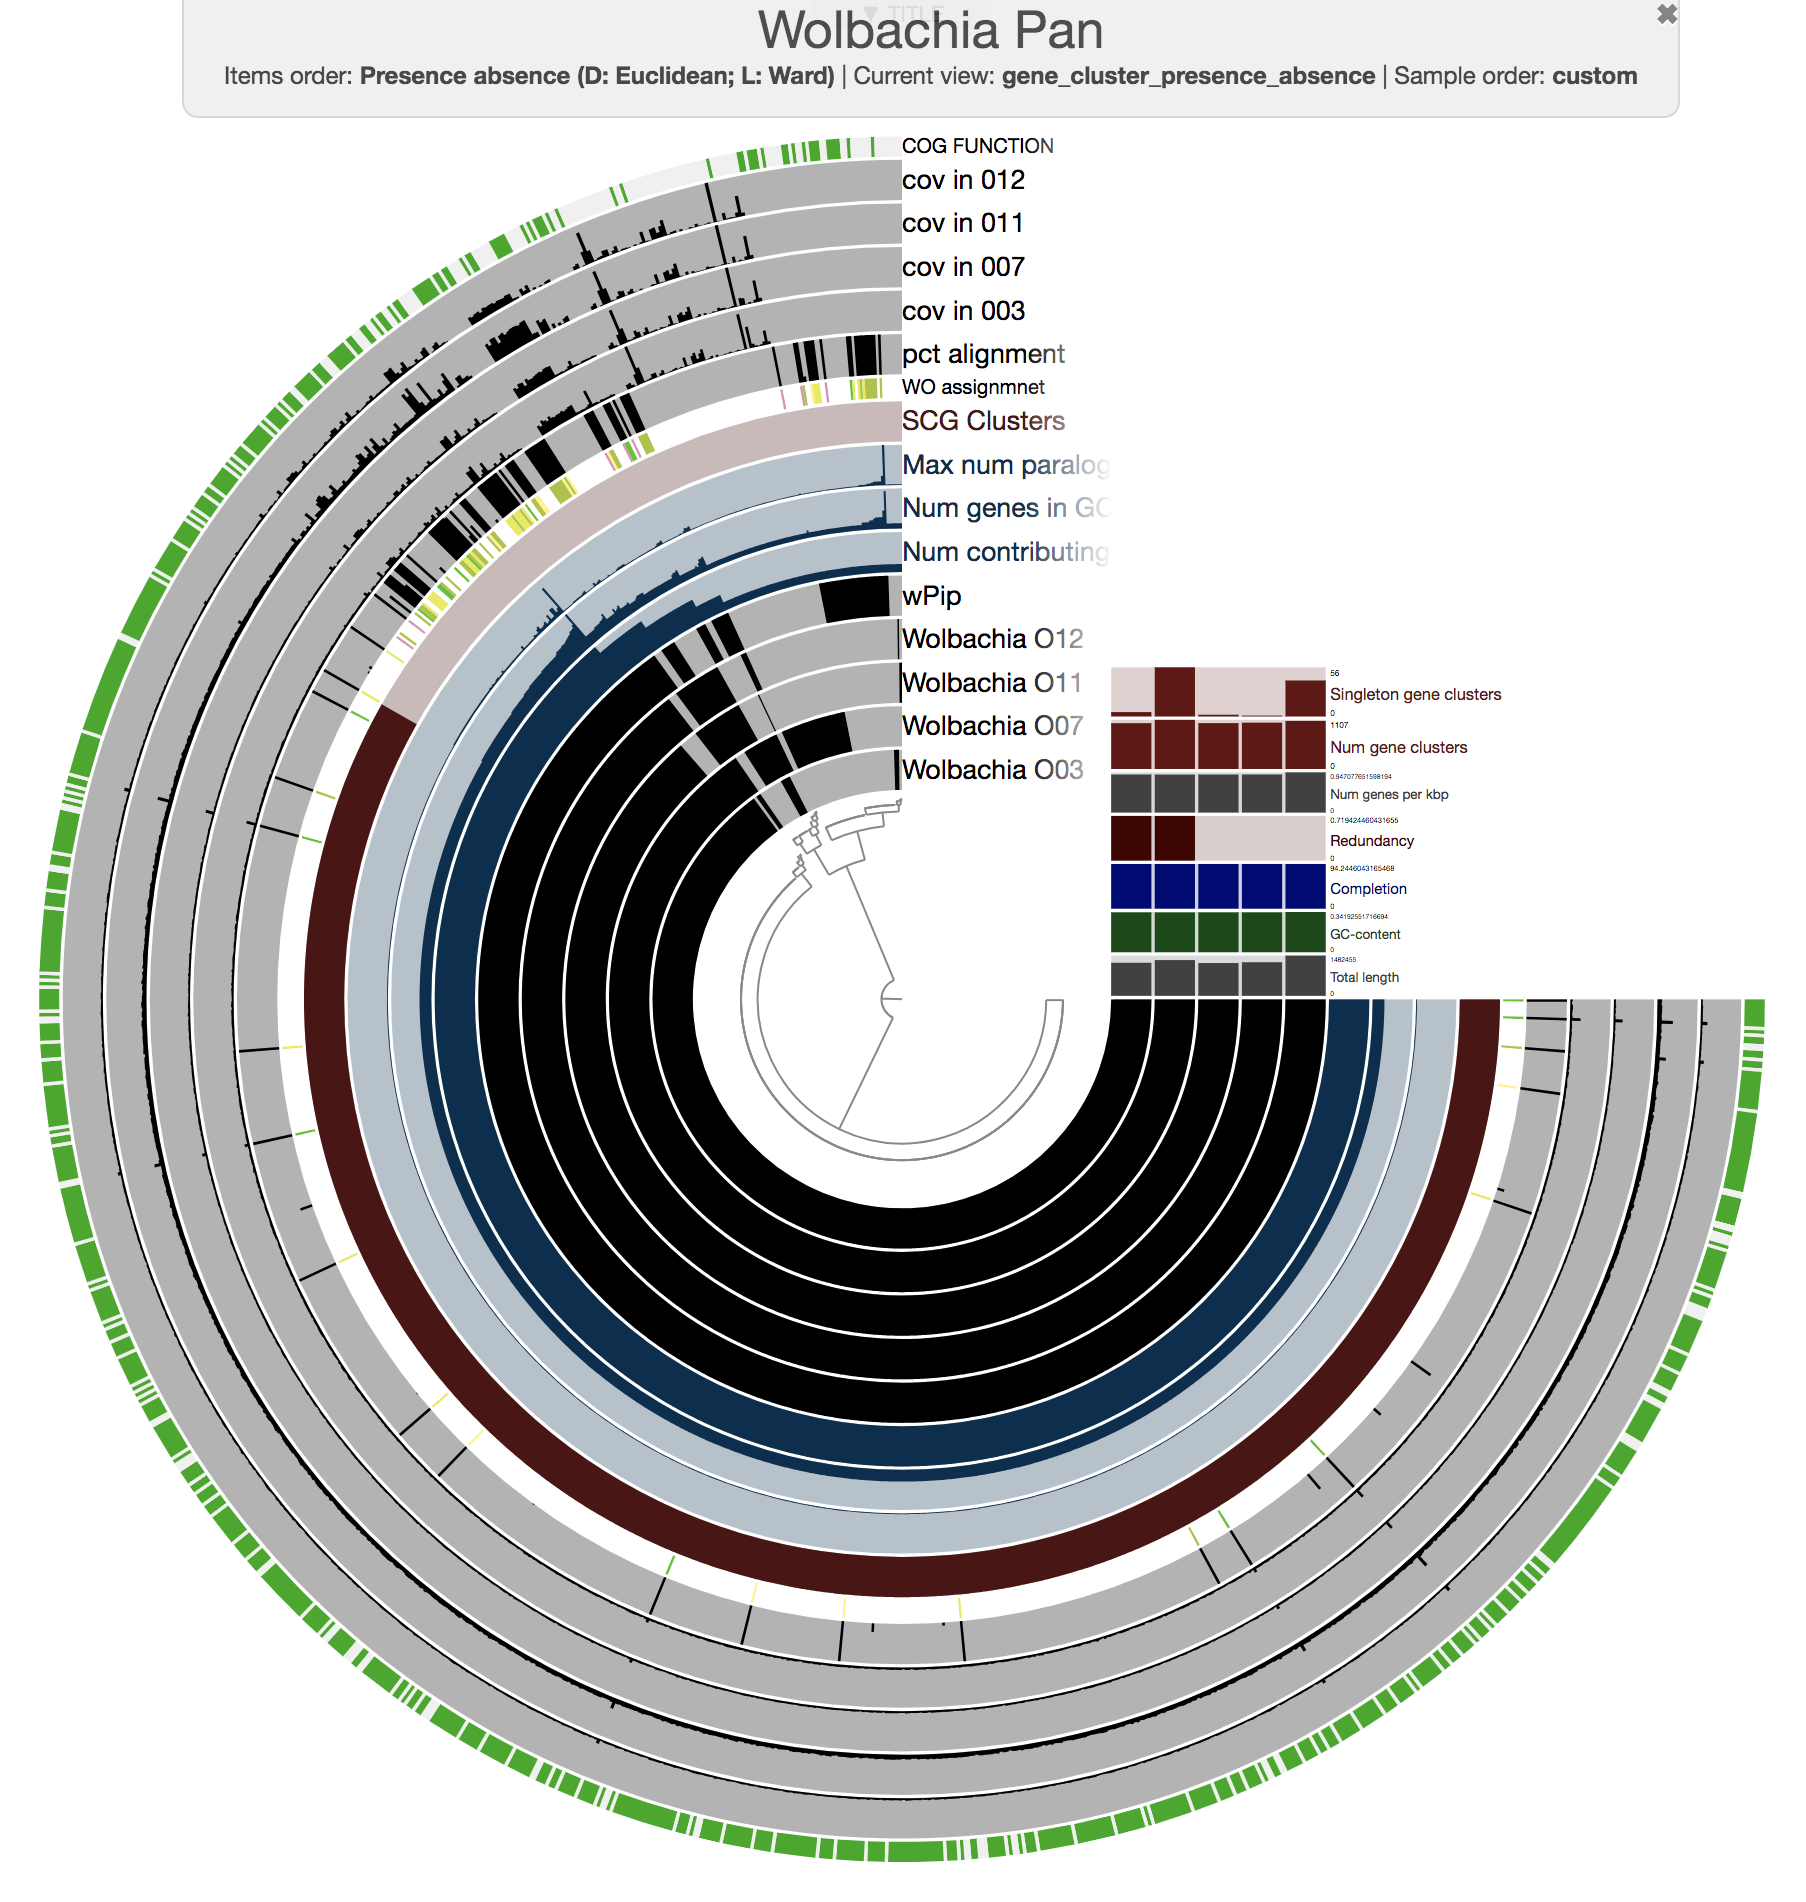 ▼ TITLE
Wolbachia Pan
✖
Items order: Presence absence (D: Euclidean; L: Ward) | Current view: gene_cluster_presence_absence | Sample order: custom
COG FUNCTION
cov in 012
cov in 011
cov in 007
cov in 003
pct alignment
WO assignmnet
SCG Clusters
Max num paralog
Num genes in GC
Num contributing
wPip
Wolbachia O12
Wolbachia O11
Wolbachia O07
Wolbachia O03
56
Singleton gene clusters
0
1107
Num gene clusters
0
0.947077651598194
Num genes per kbp
0
0.719424460431655
Redundancy
0
94.2446043165468
Completion
0
0.34192551716694
GC-content
0
1482455
Total length
0